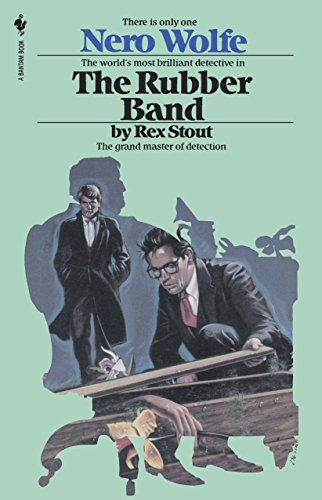 There is only one
Nero Wolfe
The world's most brilliant detective in
The Rubber
Band
by Rex Stout
The grand master of detection
A BANTAM BOOK